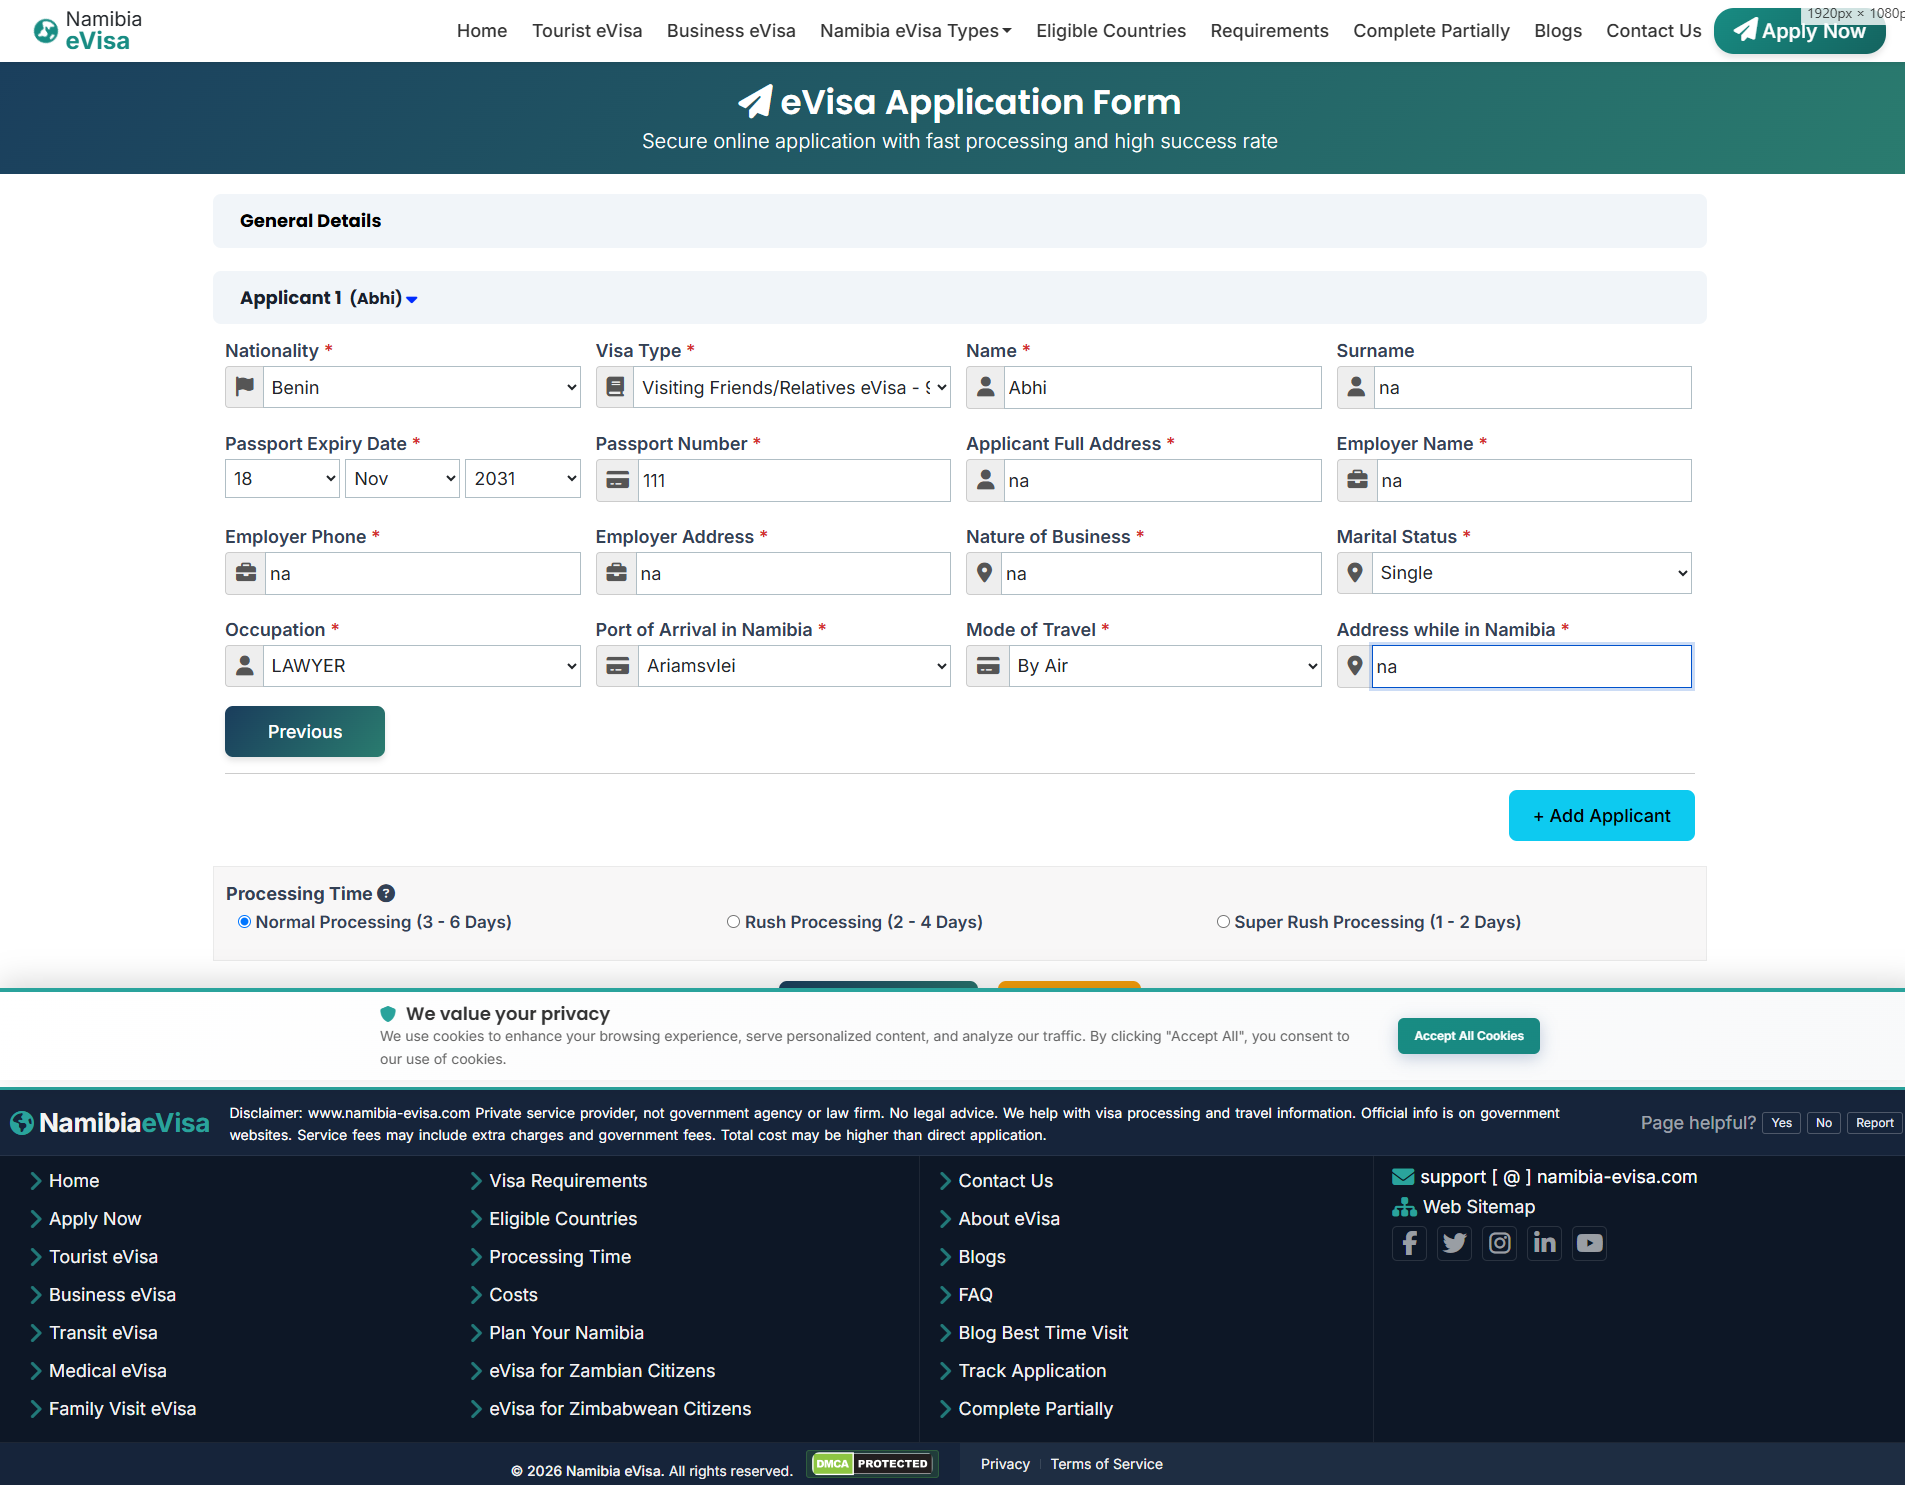 Namibia
eVisa
Home
Tourist eVisa
Business eVisa
Namibia eVisa Types
Eligible Countries
Requirements
Complete Partially
Blogs
Contact Us
Apply Now
1920px × 1080p
eVisa Application Form
Secure online application with fast processing and high success rate
General Details
Applicant 1 (Abhi)
Nationality *
Visa Type *
Name *
Surname
Benin
Visiting Friends/Relatives eVisa -
Abhi
na
Passport Expiry Date *
Passport Number *
Applicant Full Address *
Employer Name *
18
Nov
2031
111
na
na
Employer Phone *
Employer Address *
Nature of Business *
Marital Status *
na
na
na
Single
Occupation *
Port of Arrival in Namibia *
Mode of Travel *
Address while in Namibia *
LAWYER
Ariamsvlei
By Air
na
Previous
+ Add Applicant
Processing Time ?
Normal Processing (3 - 6 Days)
Rush Processing (2 - 4 Days)
Super Rush Processing (1 - 2 Days)
We value your privacy
We use cookies to enhance your browsing experience, serve personalized content, and analyze our traffic. By clicking "Accept All", you consent to
our use of cookies.
Accept All Cookies
NamibiaeVisa
Disclaimer: www.namibia-evisa.com Private service provider, not government agency or law firm. No legal advice. We help with visa processing and travel information. Official info is on government
websites. Service fees may include extra charges and government fees. Total cost may be higher than direct application.
Page helpful?
Yes
No
Report
Home
Apply Now
Tourist eVisa
Business eVisa
Transit eVisa
Medical eVisa
Family Visit eVisa
Visa Requirements
Eligible Countries
Processing Time
Costs
Plan Your Namibia
eVisa for Zambian Citizens
eVisa for Zimbabwean Citizens
Contact Us
About eVisa
Blogs
FAQ
Blog Best Time Visit
Track Application
Complete Partially
support [ @ ] namibia-evisa.com
Web Sitemap
© 2026 Namibia eVisa. All rights reserved.
DMCA PROTECTED
Privacy
Terms of Service